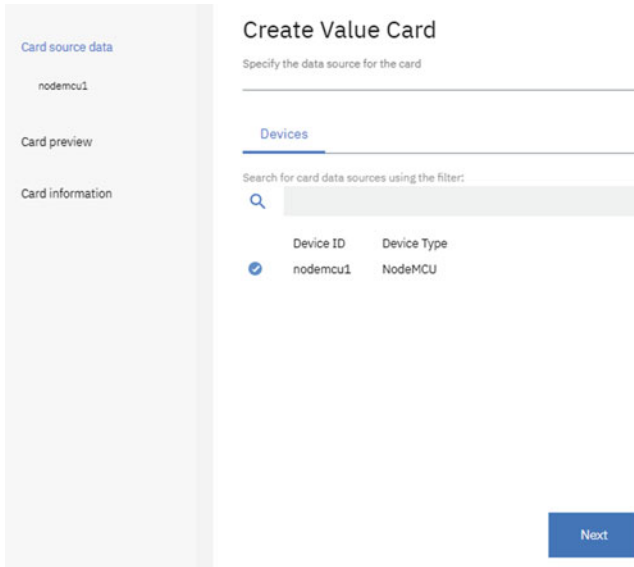 Card source data
nodemcu1
Card preview
Card information
Create Value Card
Specify the data source for the card
Devices
Search for card data sources using the filter:
Device ID Device Type
nodemcu1 NodeMCU
Next